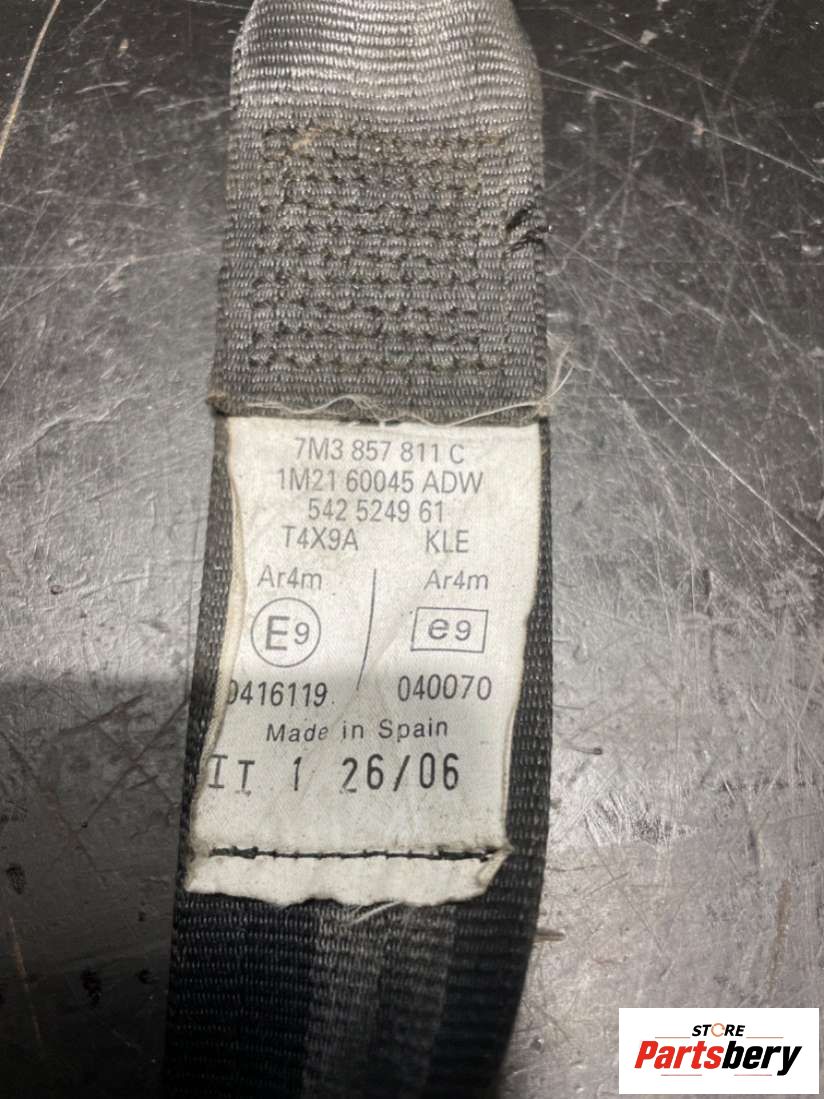 7M3 857 811 C
1M21 60045 ADW
542 5249 61
T4X9A KLE
Ar4m Ar4m
E9 e9
0416119 040070
Made in Spain
IT 1 26/06
STORE
Partsbery